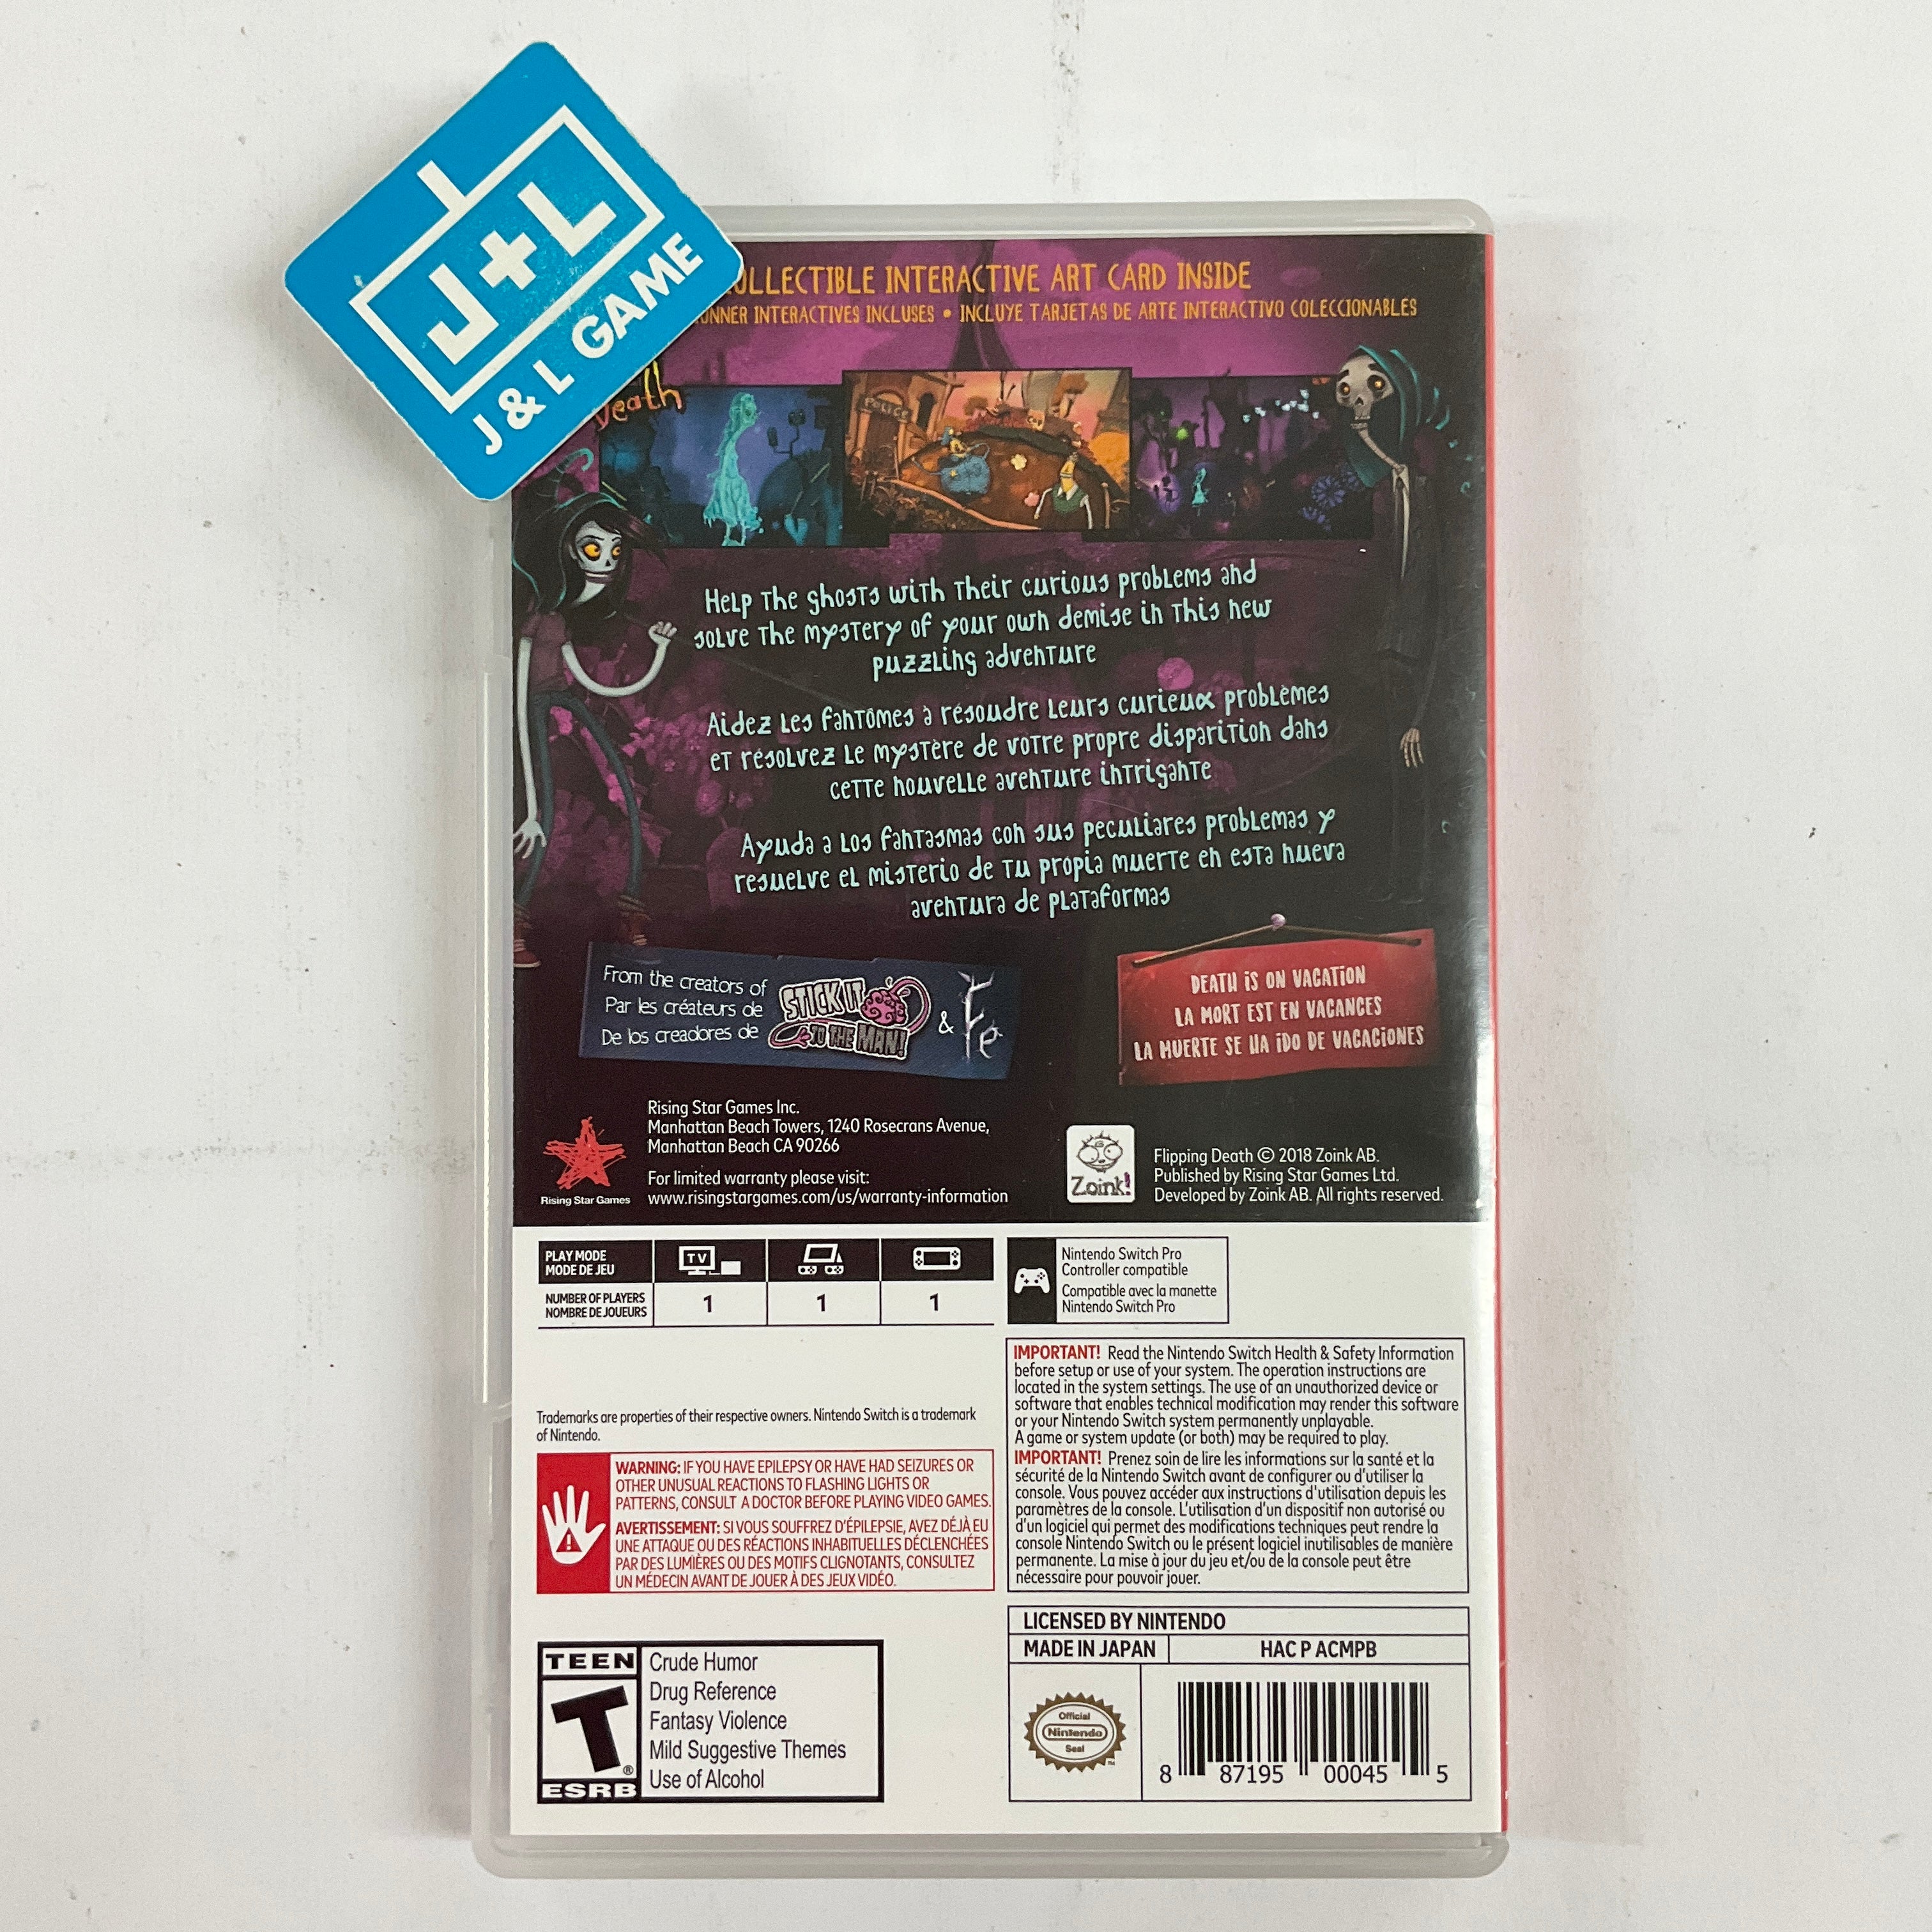 J+L
J & L GAME
COLLECTIBLE INTERACTIVE ART CARD INSIDE
INTERACTIVES INCLUSES • INCLUYE TARJETAS DE ARTE INTERACTIVO COLECCIONABLES
Death
POLICE
Help the ghosts with their curious problems and
solve the mystery of your own demise in this new
puzzling adventure
Aidez les fantômes à résoudre leurs curieux problèmes
et résolvez le mystère de votre propre disparition dans
cette nouvelle aventure intrigante
Ayuda a los fantasmas con sus peculiares problemas y
resuelve el misterio de tu propia muerte en esta nueva
aventura de plataformas
From the creators of
Par les créateurs de
De los creadores de
STICK IT
TO THE MAN!
&
Fe
DEATH iS ON VACATiON
LA MORT EST EN VACANCES
LA MUERTE SE HA iDO DE VACACiONES
Rising Star Games
Rising Star Games Inc.
Manhattan Beach Towers, 1240 Rosecrans Avenue,
Manhattan Beach CA 90266
For limited warranty please visit:
www.risingstargames.com/us/warranty-information
Zoink!
Flipping Death © 2018 Zoink AB.
Published by Rising Star Games Ltd.
Developed by Zoink AB. All rights reserved.
PLAY MODE
MODE DE JEU
TV
NUMBER OF PLAYERS
NOMBRE DE JOUEURS
1 1 1
Nintendo Switch Pro
Controller compatible
Compatible avec la manette
Nintendo Switch Pro
Trademarks are properties of their respective owners. Nintendo Switch is a trademark
of Nintendo.
WARNING: IF YOU HAVE EPILEPSY OR HAVE HAD SEIZURES OR
OTHER UNUSUAL REACTIONS TO FLASHING LIGHTS OR
PATTERNS, CONSULT A DOCTOR BEFORE PLAYING VIDEO GAMES.
AVERTISSEMENT: SI VOUS SOUFFREZ D'ÉPILEPSIE, AVEZ DÉJÀ EU
UNE ATTAQUE OU DES RÉACTIONS INHABITUELLES DÉCLENCHÉES
PAR DES LUMIÈRES OU DES MOTIFS CLIGNOTANTS, CONSULTEZ
UN MÉDECIN AVANT DE JOUER À DES JEUX VIDÉO.
IMPORTANT! Read the Nintendo Switch Health & Safety Information
before setup or use of your system. The operation instructions are
located in the system settings. The use of an unauthorized device or
software that enables technical modification may render this software
or your Nintendo Switch system permanently unplayable.
A game or system update (or both) may be required to play.
IMPORTANT! Prenez soin de lire les informations sur la santé et la
sécurité de la Nintendo Switch avant de configurer ou d'utiliser la
console. Vous pouvez accéder aux instructions d'utilisation depuis les
paramètres de la console. L'utilisation d'un dispositif non autorisé ou
d'un logiciel qui permet des modifications techniques peut rendre la
console Nintendo Switch ou le présent logiciel inutilisables de manière
permanente. La mise à jour du jeu et/ou de la console peut être
nécessaire pour pouvoir jouer.
TEEN
T ®
ESRB
Crude Humor
Drug Reference
Fantasy Violence
Mild Suggestive Themes
Use of Alcohol
LICENSED BY NINTENDO
MADE IN JAPAN HAC P ACMPB
Official
Nintendo
Seal
TM
8 87195 00045 5